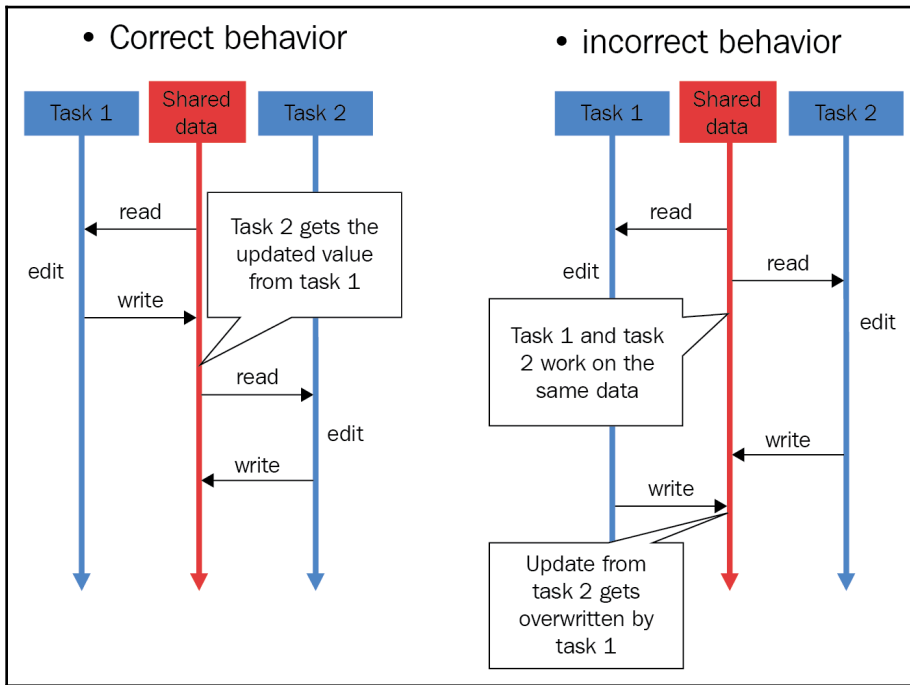 • Correct behavior
Task 1
Shared
data
Task 2
read
Task 2 gets the
updated value
from task 1
edit
write
read
edit
write
• incorrect behavior
Task 1
Shared
data
Task 2
read
edit
read
Task 1 and task
2 work on the
same data
edit
write
write
Update from
task 2 gets
overwritten by
task 1